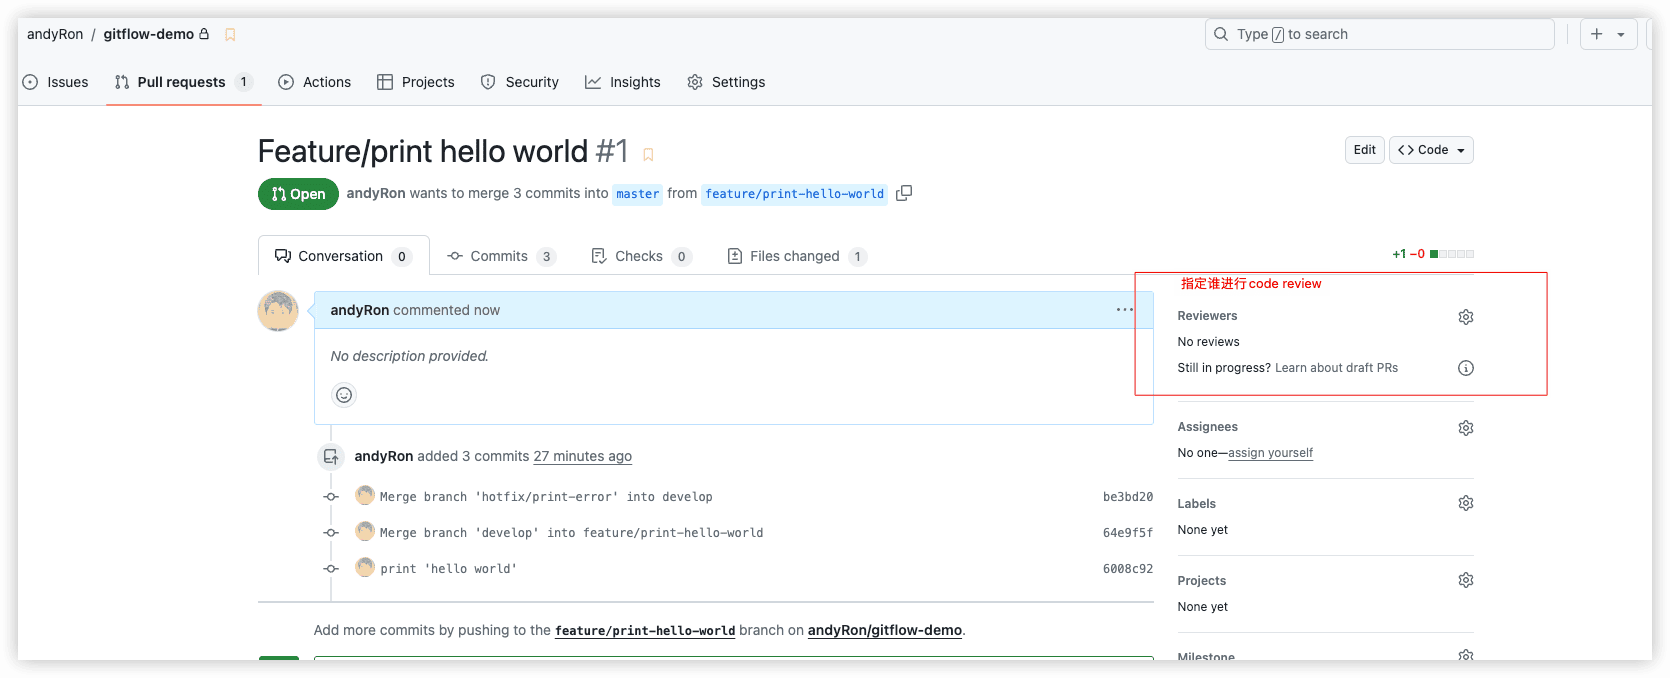 andyRon / gitflow-demo
Type / to search
Issues
Pull requests 1
Actions
Projects
Security
Insights
Settings
Feature/print hello world #1
Edit
<> Code
Open
andyRon wants to merge 3 commits into master from feature/print-hello-world
Conversation 0
Commits 3
Checks 0
Files changed 1
+1 −0
指定谁进行code review
andyRon commented now
...
No description provided.
Reviewers
No reviews
Still in progress? Learn about draft PRs
andyRon added 3 commits 27 minutes ago
Merge branch 'hotfix/print-error' into develop be3bd20
Merge branch 'develop' into feature/print-hello-world 64e9f5f
print 'hello world' 6008c92
Assignees
No one—assign yourself
Labels
None yet
Projects
None yet
Add more commits by pushing to the feature/print-hello-world branch on andyRon/gitflow-demo.
Milestone